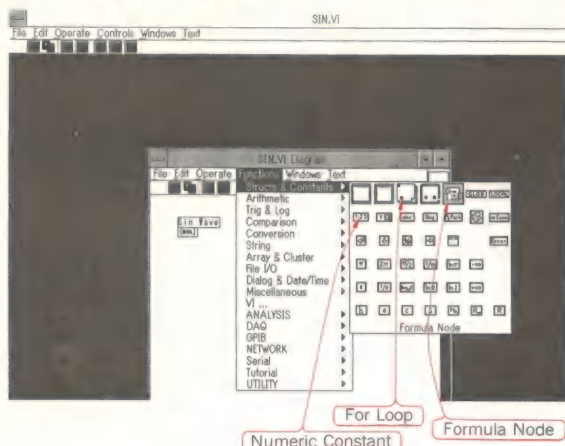 SIN.VI
File Edit Operate Controls Windows Text
SIN.VI Diagram
File Edit Operate Functions Windows Text
Structs & Constants
Arithmetic
Trig & Log
Comparison
Conversion
String
Array & Cluster
File I/O
Dialog & Date/Time
Miscellaneous
VI ...
ANALYSIS
DAQ
GPIB
NETWORK
Serial
Tutorial
UTILITY
Sin Wave
Formula Node
For Loop
Formula Node
Numeric Constant